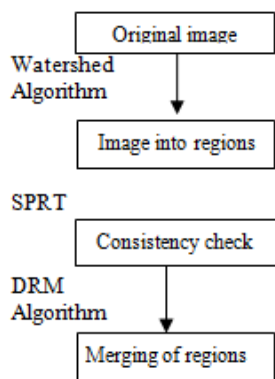 Original image
Watershed
Algorithm
Image into regions
SPRT
Consistency check
DRM
Algorithm
Merging of regions